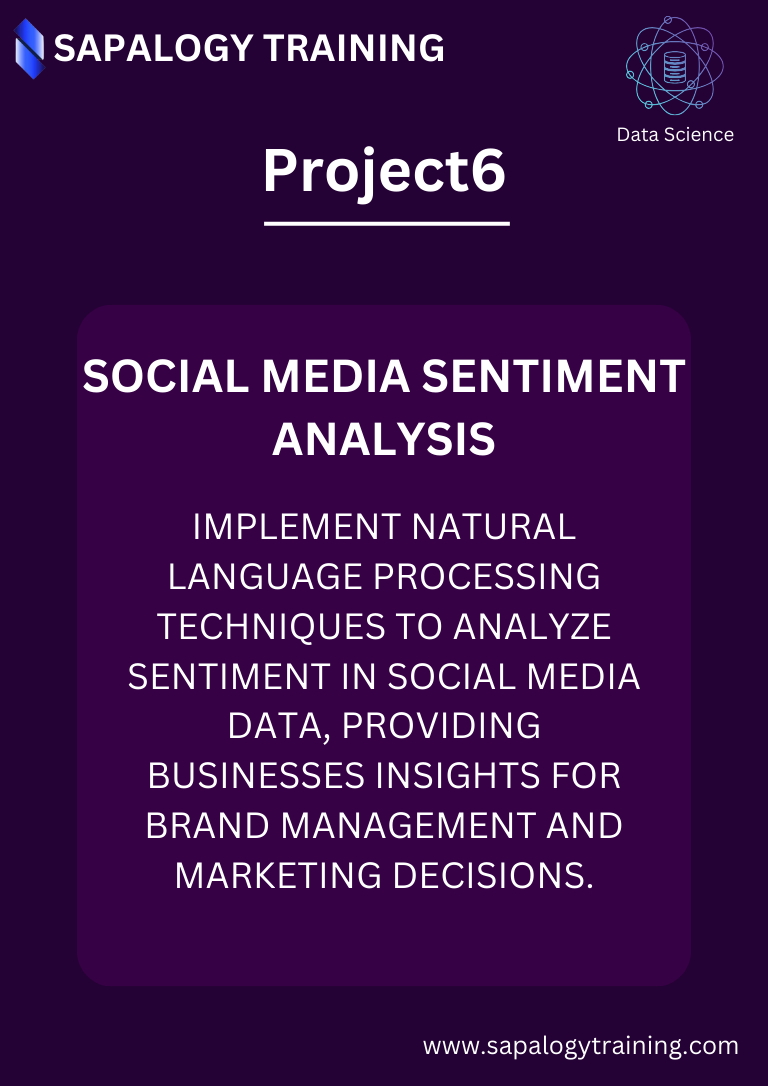 SAPALOGY TRAINING
Data Science
Project6
SOCIAL MEDIA SENTIMENT
ANALYSIS
IMPLEMENT NATURAL
LANGUAGE PROCESSING
TECHNIQUES TO ANALYZE
SENTIMENT IN SOCIAL MEDIA
DATA, PROVIDING
BUSINESSES INSIGHTS FOR
BRAND MANAGEMENT AND
MARKETING DECISIONS.
www.sapalogytraining.com